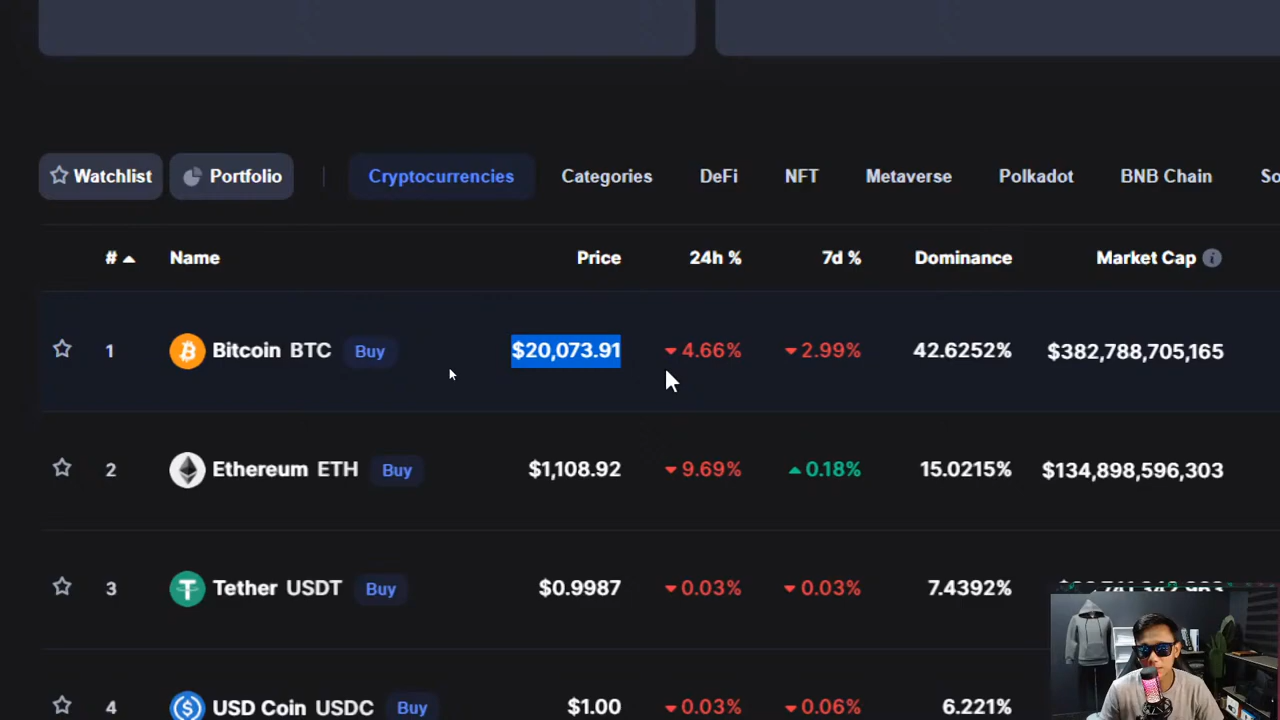 Watchlist Portfolio Cryptocurrencies Categories DeFi NFT Metaverse Polkadot BNB Chain So
# Name Price 24h % 7d % Dominance Market Cap
1 Bitcoin BTC Buy $20,073.91 4.66% 2.99% 42.6252% $382,788,705,165
2 Ethereum ETH Buy $1,108.92 9.69% 0.18% 15.0215% $134,898,596,303
3 Tether USDT Buy $0.9987 0.03% 0.03% 7.4392%
4 USD Coin USDC Buy $1.00 0.03% 0.06% 6.221%